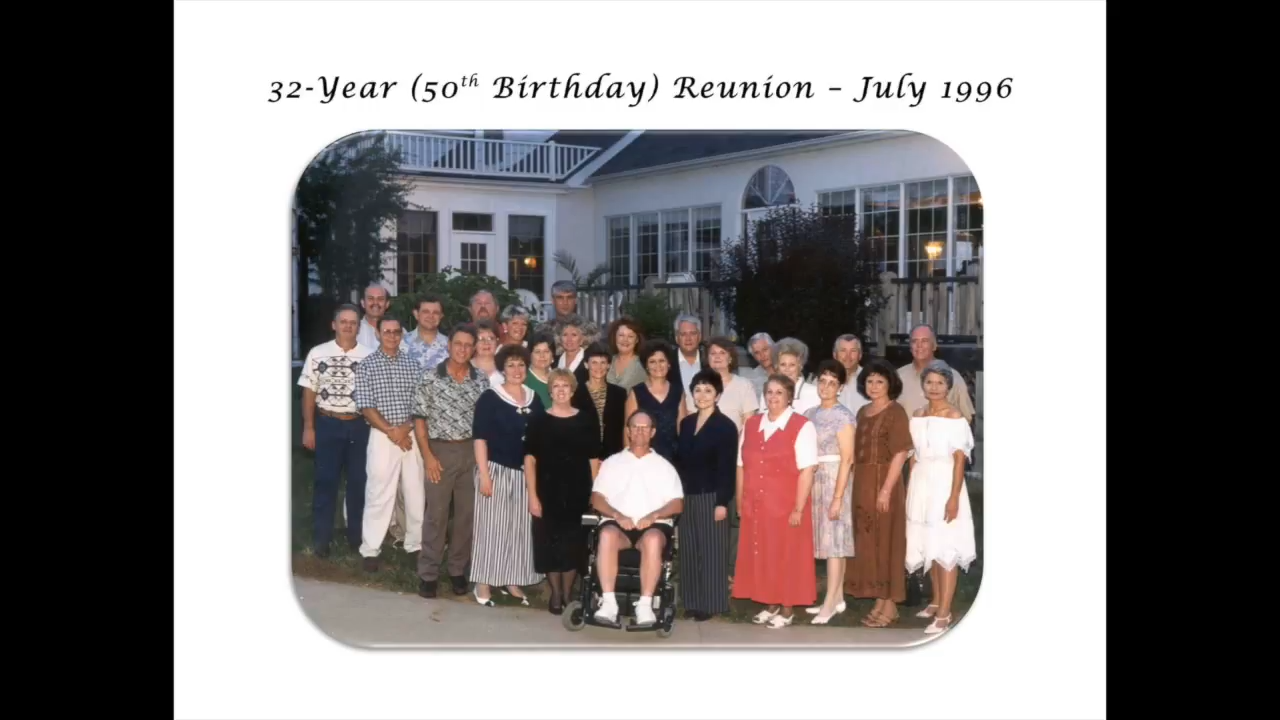 32-Year (50th Birthday) Reunion – July 1996